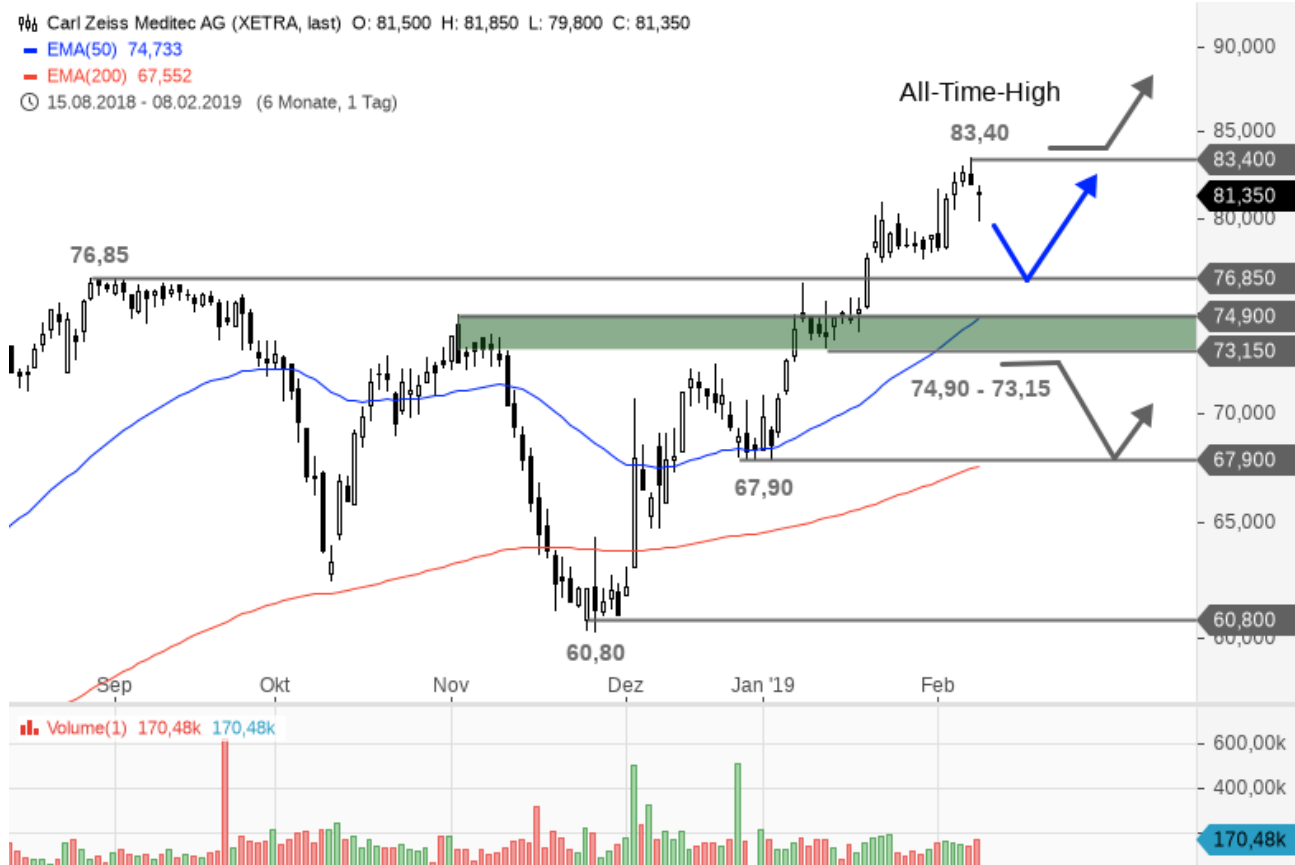 Carl Zeiss Meditec AG (XETRA, last) O: 81,500 H: 81,850 L: 79,800 C: 81,350
EMA(50) 74,733
EMA(200) 67,552
15.08.2018 - 08.02.2019 (6 Monate, 1 Tag)
90,000
All-Time-High
83,40
85,000
83,400
81,350
80,000
76,85
76,850
74,900
73,150
74,90 - 73,15
70,000
67,900
67,90
65,000
60,800
60,000
60,80
Sep Okt Nov Dez Jan '19 Feb
Volume(1) 170,48k 170,48k
600,00k
400,00k
170,48k